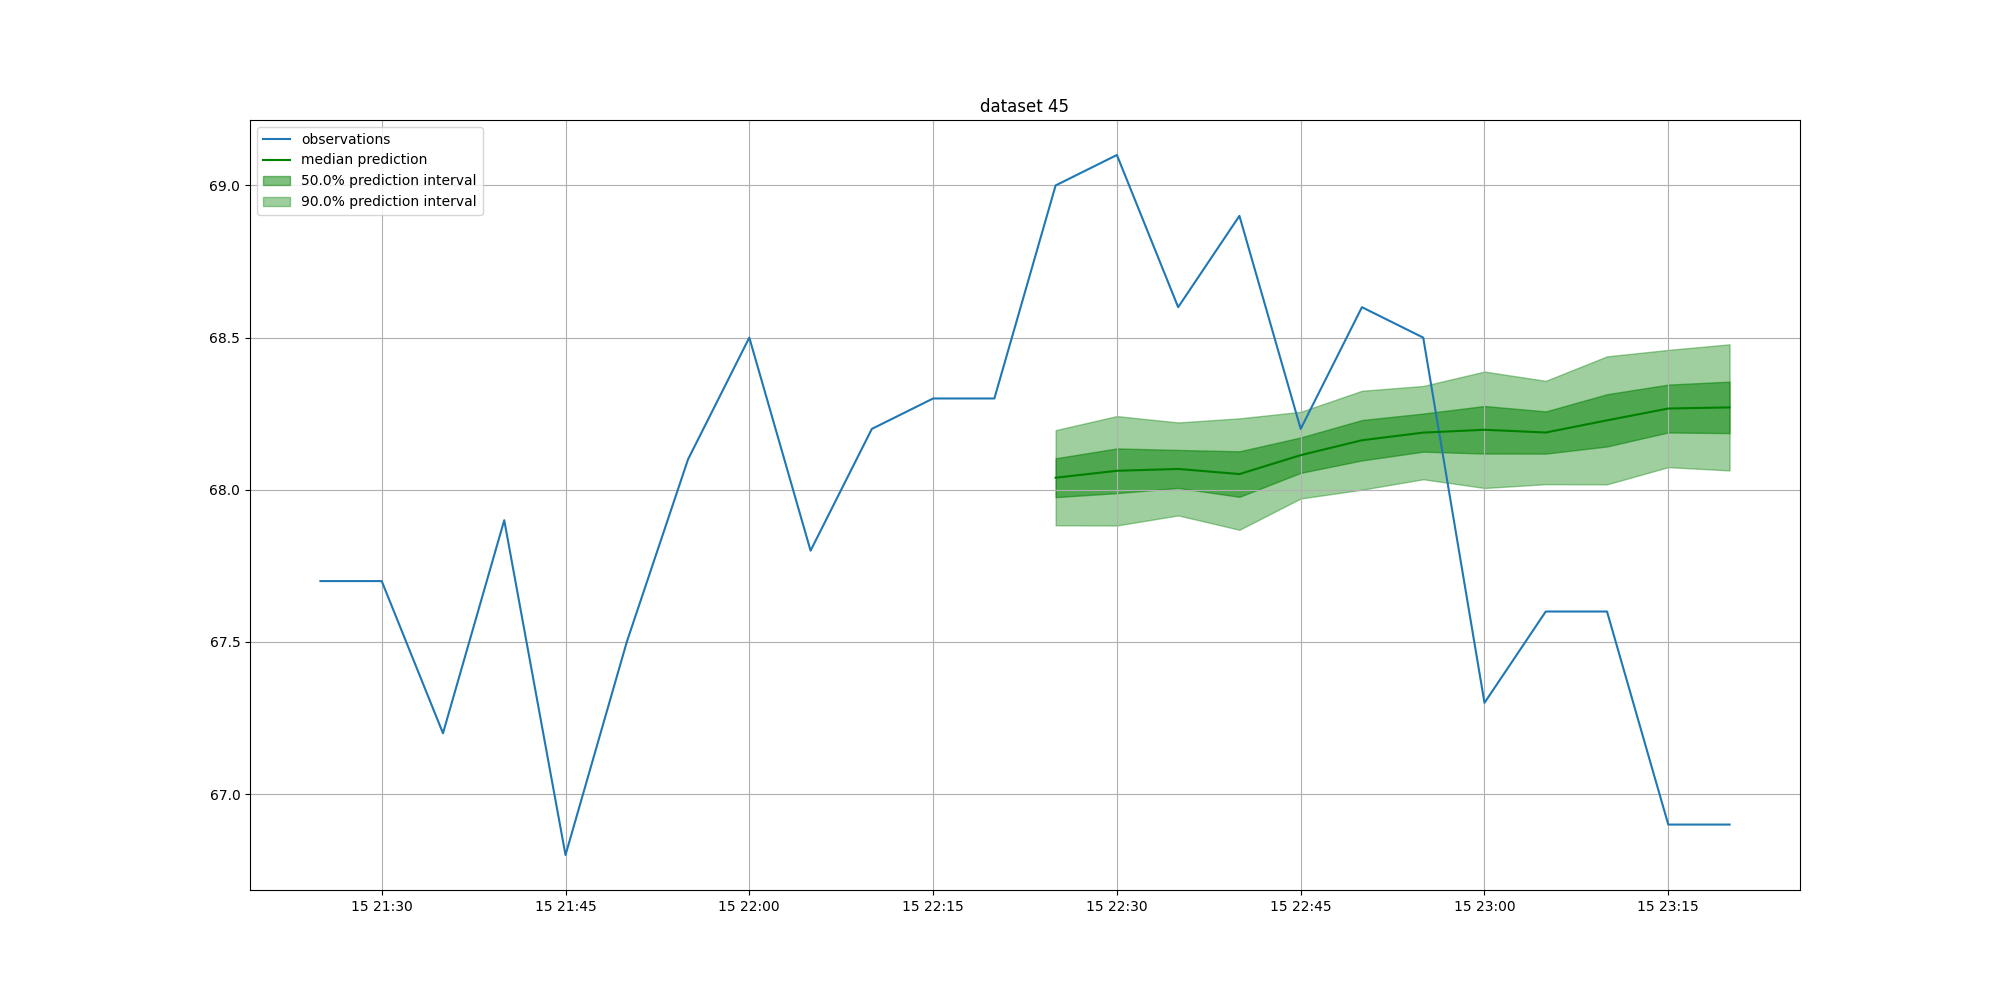 dataset 45
observations
median prediction
50.0% prediction interval
90.0% prediction interval
69.0
68.5
68.0
67.5
67.0
15 21:30 15 21:45 15 22:00 15 22:15 15 22:30 15 22:45 15 23:00 15 23:15